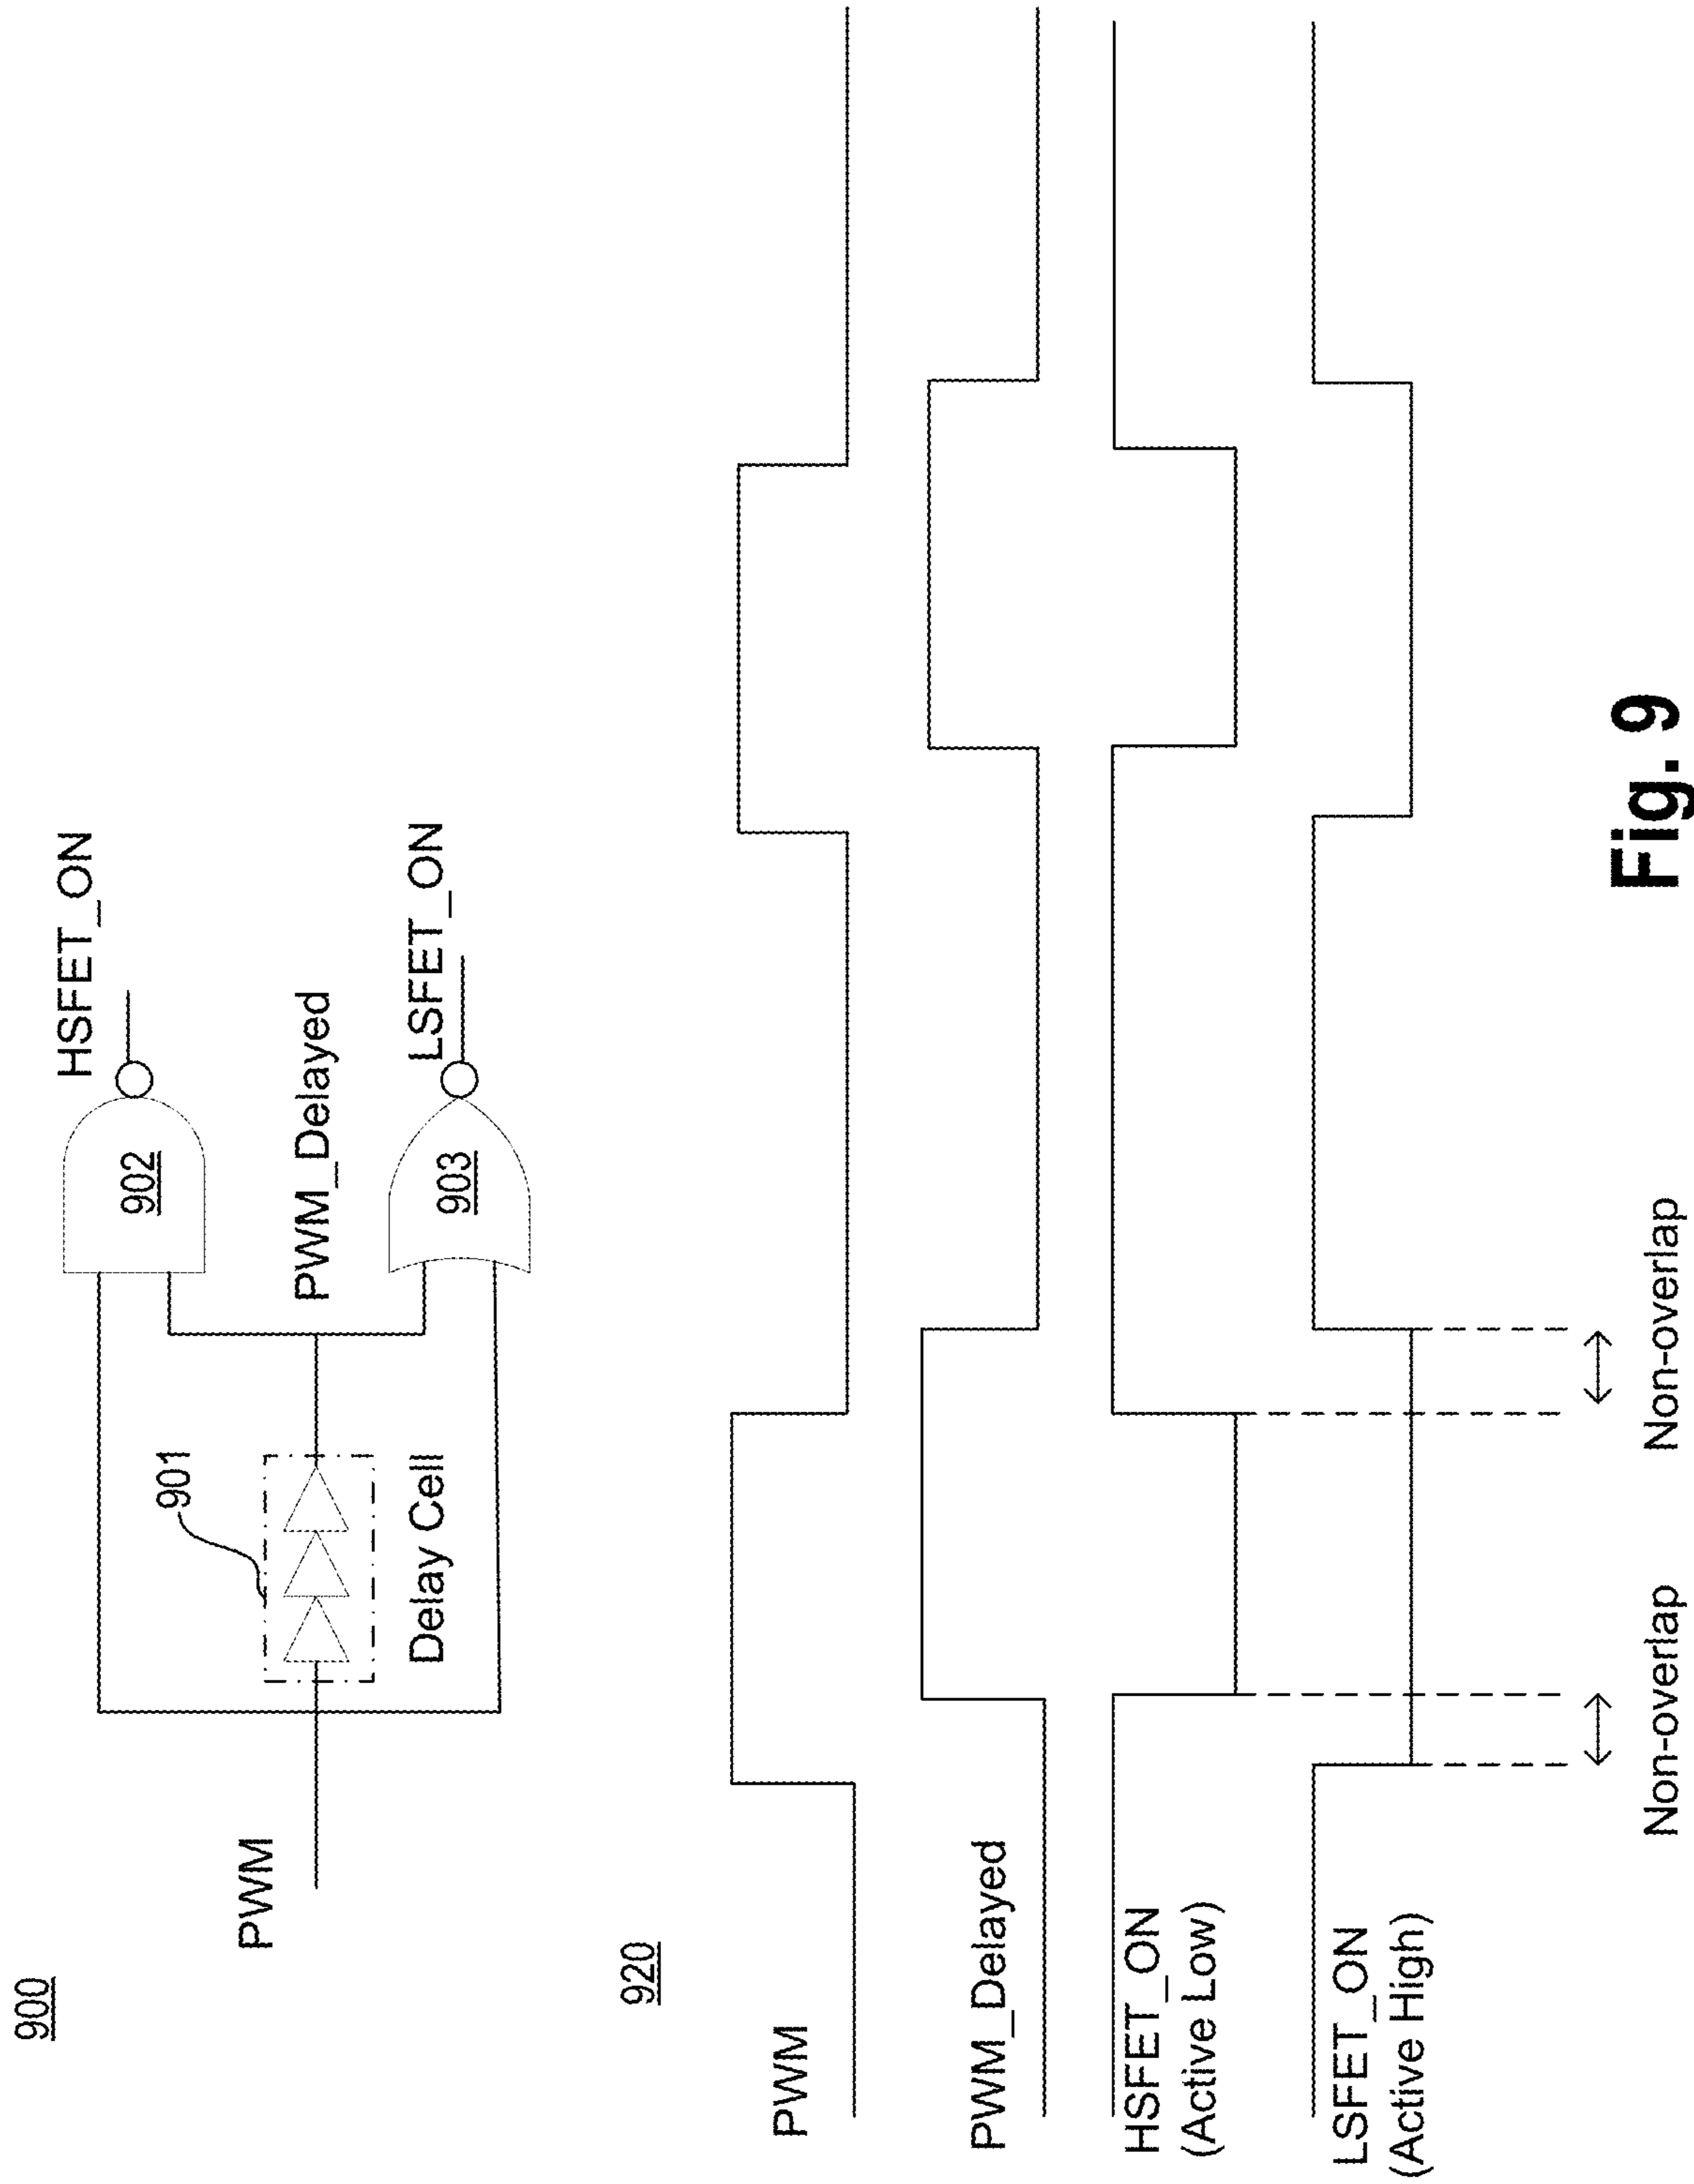 900
PWM
901
Delay Cell
PWM_Delayed
902
HSFET_ON
903
LSFET_ON
920
PWM
PWM_Delayed
HSFET_ON
(Active Low)
LSFET_ON
(Active High)
Non-overlap
Non-overlap
Fig. 9